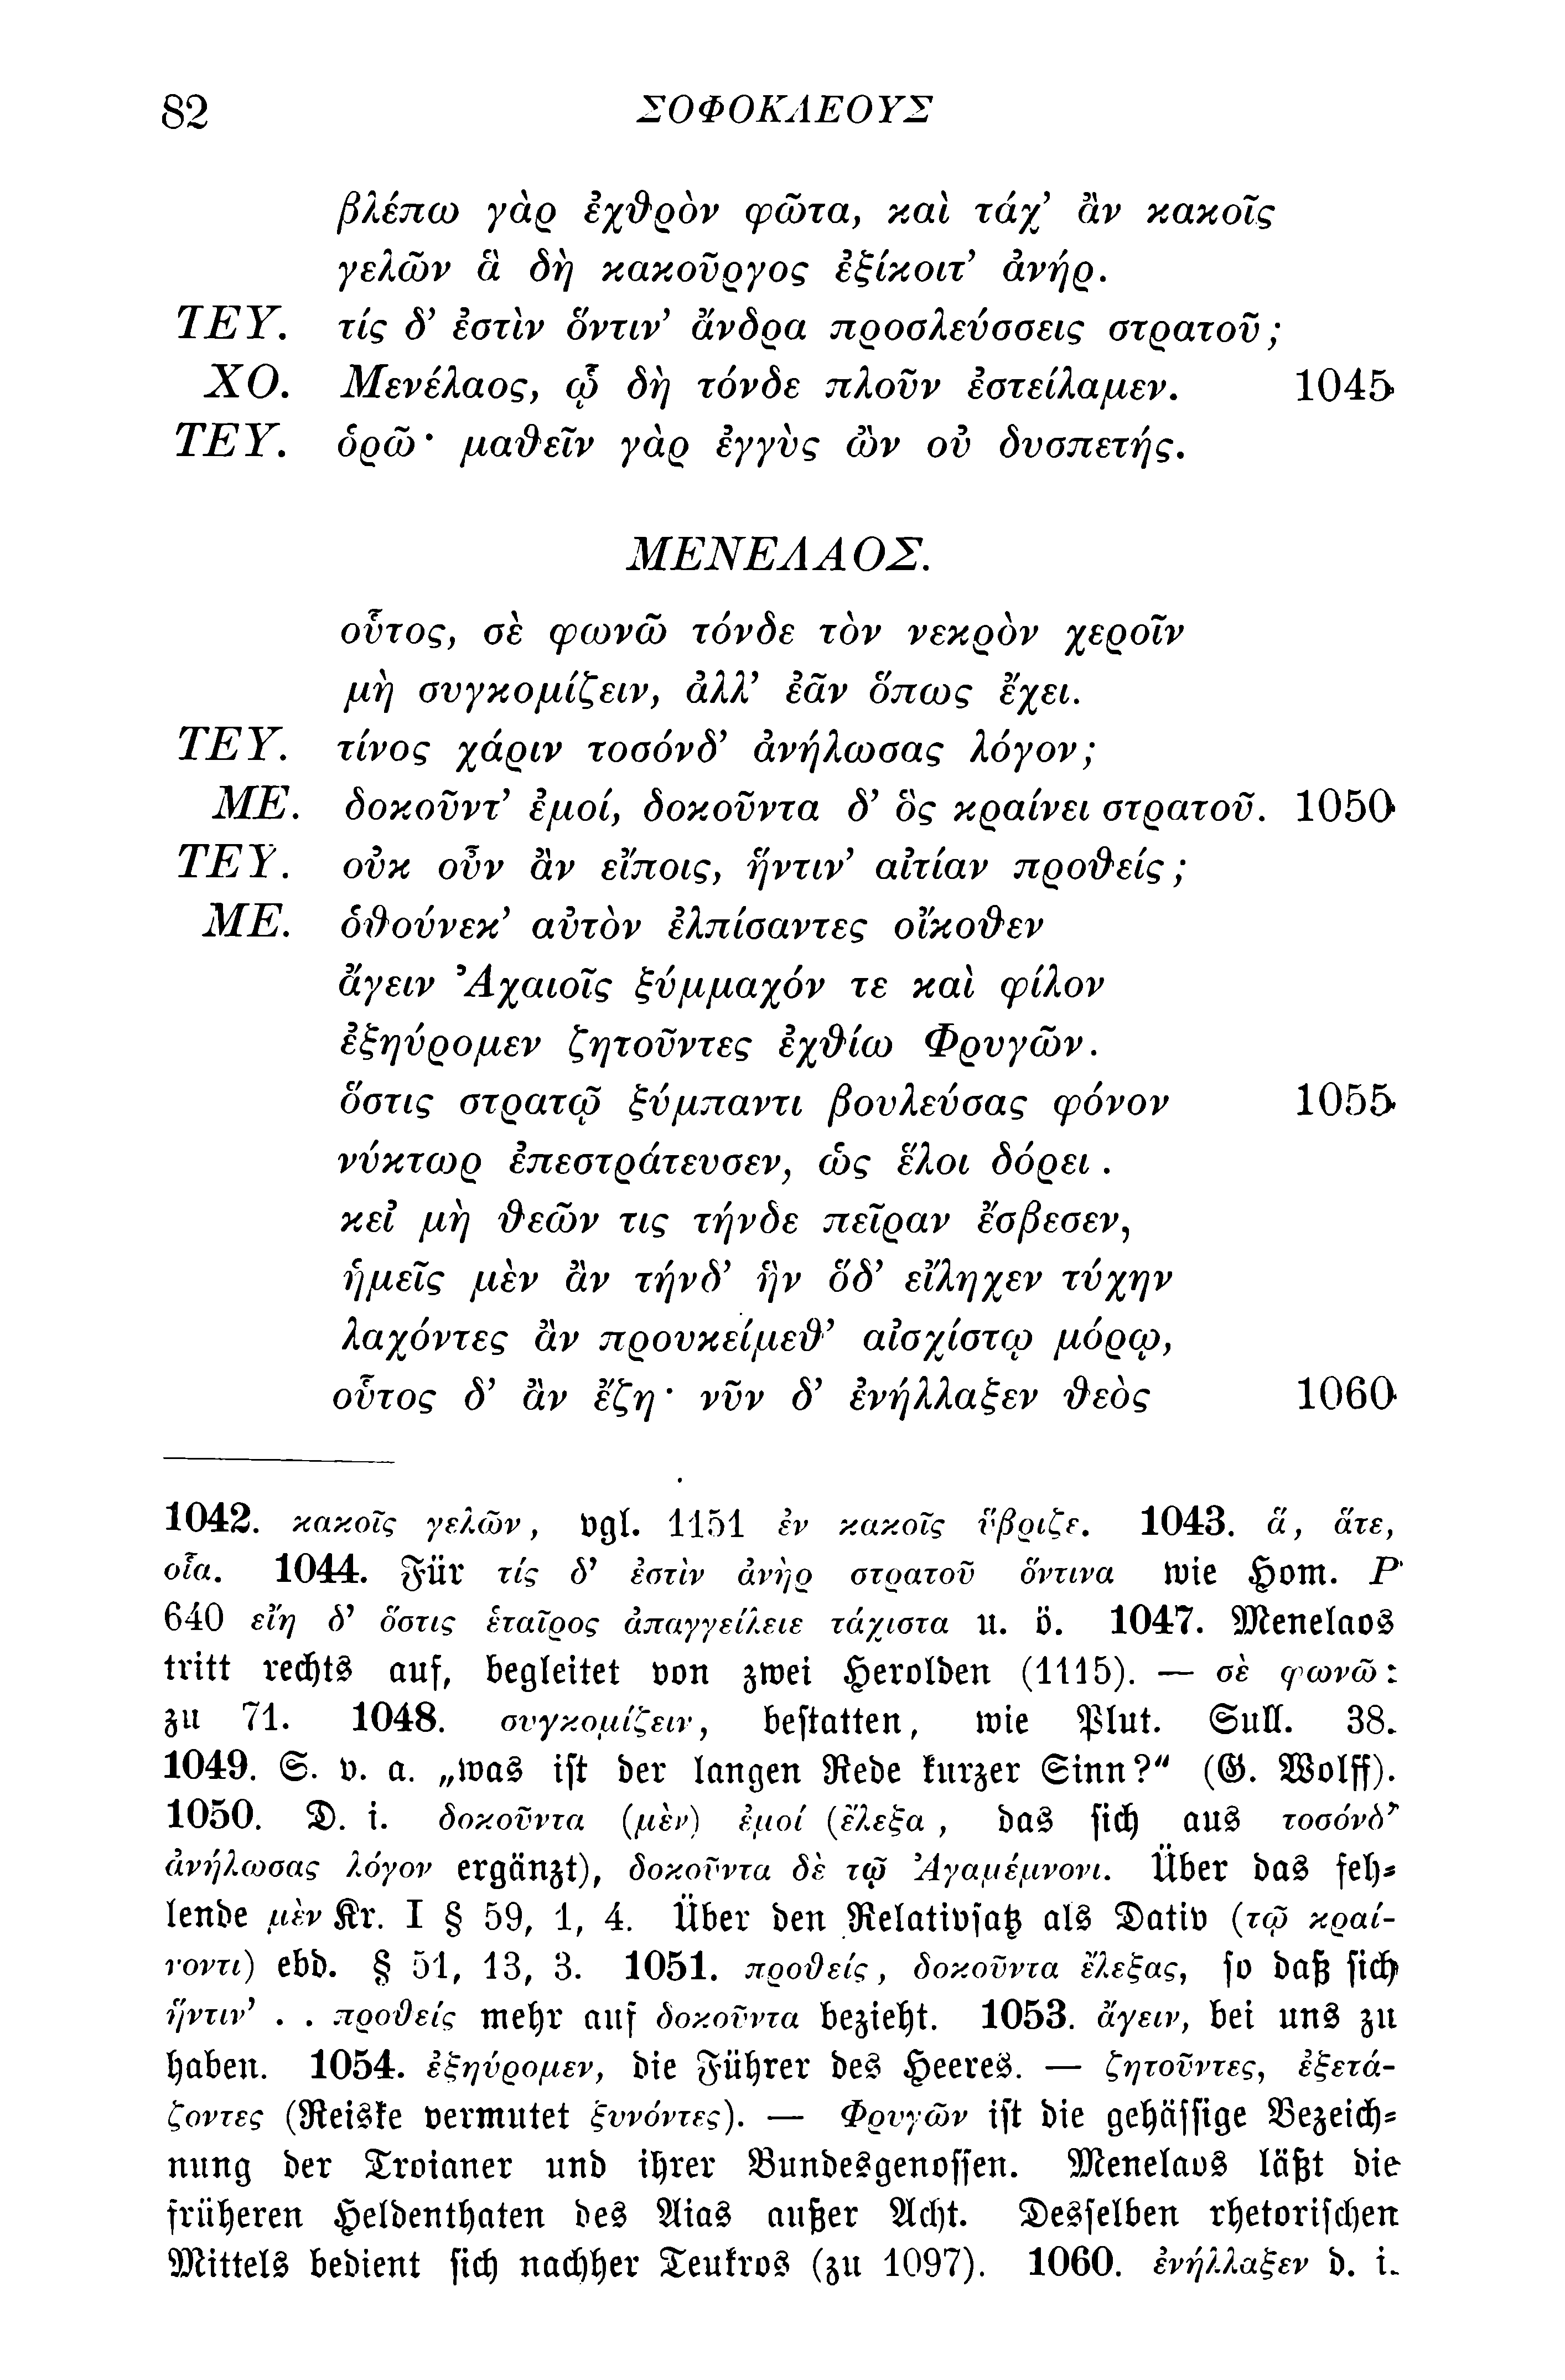 82 ΣΟΦΟΚΛΕΟΥΣ
βλέπω γὰρ ἐχθρὸν φῶτα, καὶ τάχ’ ἂν κακοῖς
γελῶν ἃ δὴ κακοῦργος ἐξίκοιτ’ ἀνήρ.
ΤΕΥ. τίς δ’ ἐστὶν ὅντιν’ ἄνδρα προσλεύσσεις στρατοῦ;
ΧΟ. Μενέλαος, ᾧ δὴ τόνδε πλοῦν ἐστείλαμεν. 1045
ΤΕΥ. ὁρῶ· μαθεῖν γὰρ ἐγγὺς ὢν οὐ δυσπετής.
ΜΕΝΕΛΑΟΣ.
οὗτος, σὲ φωνῶ τόνδε τὸν νεκρὸν χεροῖν
μὴ συγκομίζειν, ἀλλ’ ἐᾶν ὅπως ἔχει.
ΤΕΥ. τίνος χάριν τοσόνδ’ ἀνήλωσας λόγον;
ΜΕ. δοκοῦντ’ ἐμοί, δοκοῦντα δ’ ὃς κραίνει στρατοῦ. 1050
ΤΕΥ. οὐκ οὖν ἂν εἴποις, ἥντιν’ αἰτίαν προθείς;
ΜΕ. ὁθούνεκ’ αὐτὸν ἐλπίσαντες οἴκοθεν
ἄγειν Ἀχαιοῖς ξύμμαχόν τε καὶ φίλον
ἐξηύρομεν ζητοῦντες ἐχθίω Φρυγῶν.
ὅστις στρατῷ ξύμπαντι βουλεύσας φόνον 1055
νύκτωρ ἐπεστράτευσεν, ὡς ἕλοι δόρει.
κεἰ μὴ θεῶν τις τήνδε πεῖραν ἔσβεσεν,
ἡμεῖς μὲν ἂν τήνδ’ ἣν ὅδ’ εἴληχεν τύχην
λαχόντες ἂν προυκείμεθ’ αἰσχίστῳ μόρῳ,
οὗτος δ’ ἂν ἔζη· νῦν δ’ ἐνήλλαξεν θεὸς 1060
1042. κακοῖς γελῶν, vgl. 1151 ἐν κακοῖς ὕβριζε. 1043. ἅ, ἅτε,
οἷα. 1044. Für τίς δ’ ἐστὶν ἀνὴρ στρατοῦ ὅντινα wie Hom. Ρ
640 εἴη δ’ ὅστις ἑταῖρος ἀπαγγείλειε τάχιστα u. ö. 1047. Menelaos
tritt rechts auf, begleitet von zwei Herolden (1115). — σὲ φωνῶ:
zu 71. 1048. συγκομίζειν, bestatten, wie Plut. Sull. 38.
1049. S. v. a. „was ist der langen Rede kurzer Sinn?“ (G. Wolff).
1050. D. i. δοκοῦντα (μὲν) ἐμοί (ἔλεξα, das sich aus τοσόνδ’
ἀνήλωσας λόγον ergänzt), δοκοῦντα δὲ τῷ Ἀγαμέμνονι. Über das feh-
lende μὲν Kr. I § 59, 1, 4. Über den Relativsatz als Dativ (τῷ κραί-
νοντι) ebd. § 51, 13, 3. 1051. προθείς, δοκοῦντα ἔλεξας, so daß sich
ἥντιν’ . . προθείς mehr auf δοκοῦντα bezieht. 1053. ἄγειν, bei uns zu
haben. 1054. ἐξηύρομεν, die Führer des Heeres. — ζητοῦντες, ἐξετά-
ζοντες (Reiske vermutet ξυνόντες). — Φρυγῶν ist die gehässige Bezeich-
nung der Troianer und ihrer Bundesgenossen. Menelaus läßt die
früheren Heldenthaten des Aias außer Acht. Desselben rhetorischen
Mittels bedient sich nachher Teukros (zu 1097). 1060. ἐνήλλαξεν d. i.